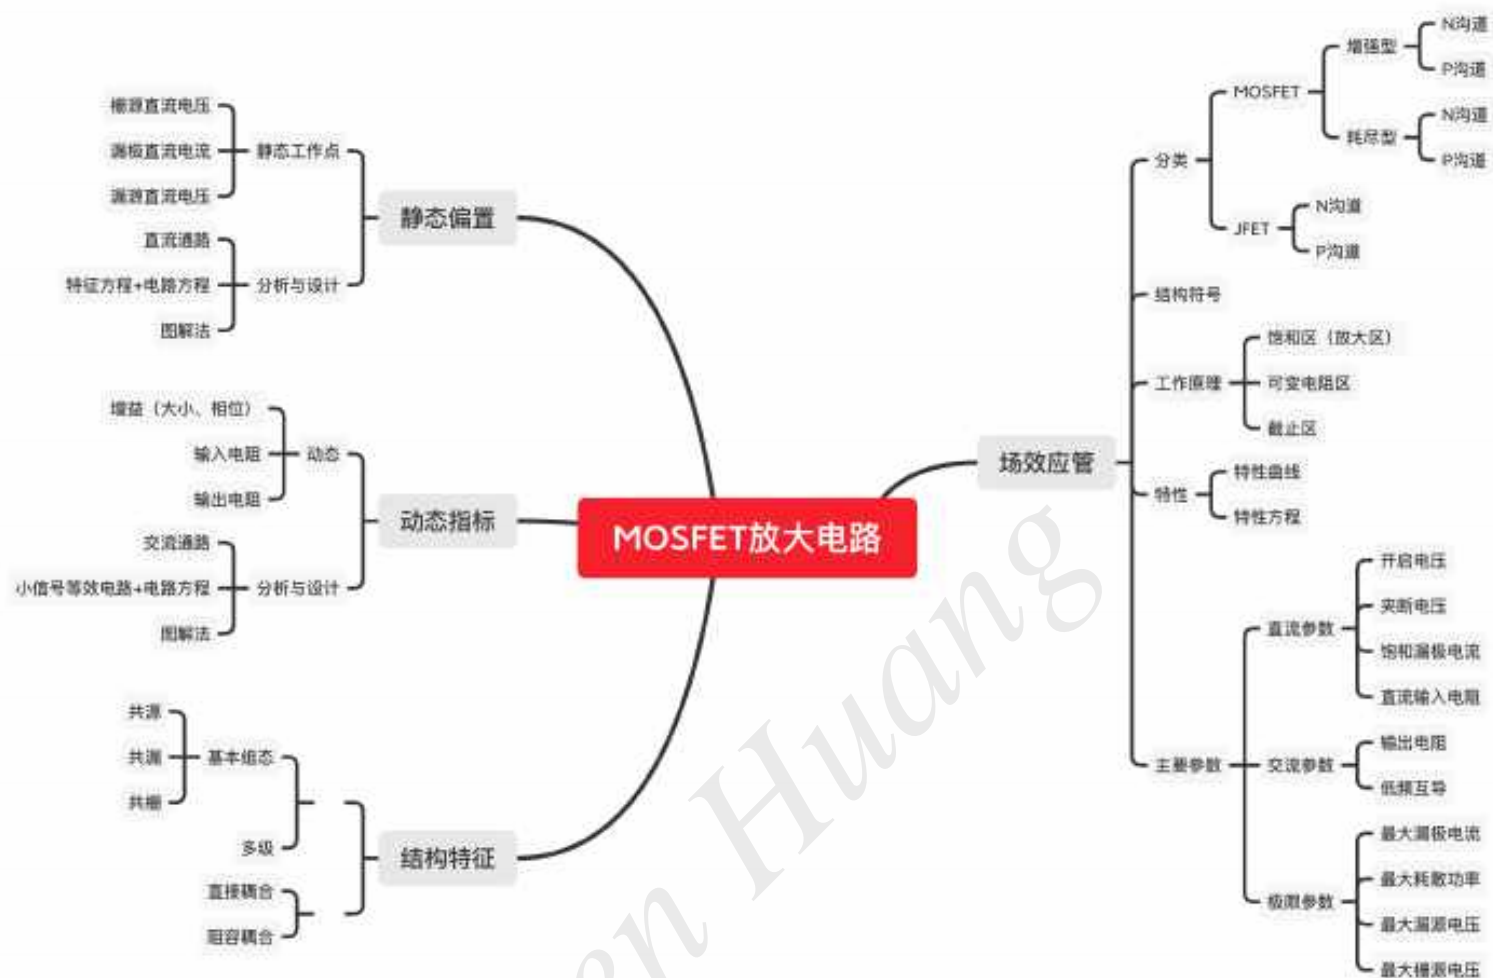 MOSFET放大电路
静态偏置
静态工作点
栅源直流电压
漏极直流电流
漏源直流电压
分析与设计
直流通路
特征方程+电路方程
图解法
动态指标
动态
增益（大小、相位）
输入电阻
输出电阻
分析与设计
交流通路
小信号等效电路+电路方程
图解法
结构特征
基本组态
共源
共漏
共栅
多级
直接耦合
阻容耦合
场效应管
分类
MOSFET
增强型
N沟道
P沟道
耗尽型
N沟道
P沟道
JFET
N沟道
P沟道
结构符号
工作原理
饱和区（放大区）
可变电阻区
截止区
特性
特性曲线
特性方程
主要参数
直流参数
开启电压
夹断电压
饱和漏极电流
直流输入电阻
交流参数
输出电阻
低频互导
极限参数
最大漏极电流
最大耗散功率
最大漏源电压
最大栅源电压
en Huang